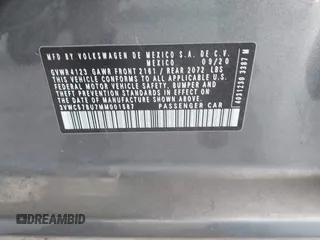 MFD BY VOLKSWAGEN DE MEXICO S.A. DE C.V.
MEXICO 09/20
GVWR 4123 GAWR FRONT 2161 / REAR 2072 LBS
THIS VEHICLE CONFORMS TO ALL APPLICABLE U.S.
FEDERAL MOTOR VEHICLE SAFETY, BUMPER, AND
THEFT PREVENTION STANDARDS IN EFFECT ON THE
DATE OF MANUFACTURE SHOWN ABOVE.
3VWC57BU7MM001587 PASSENGER CAR
4031239 3367 M
DREAMBID